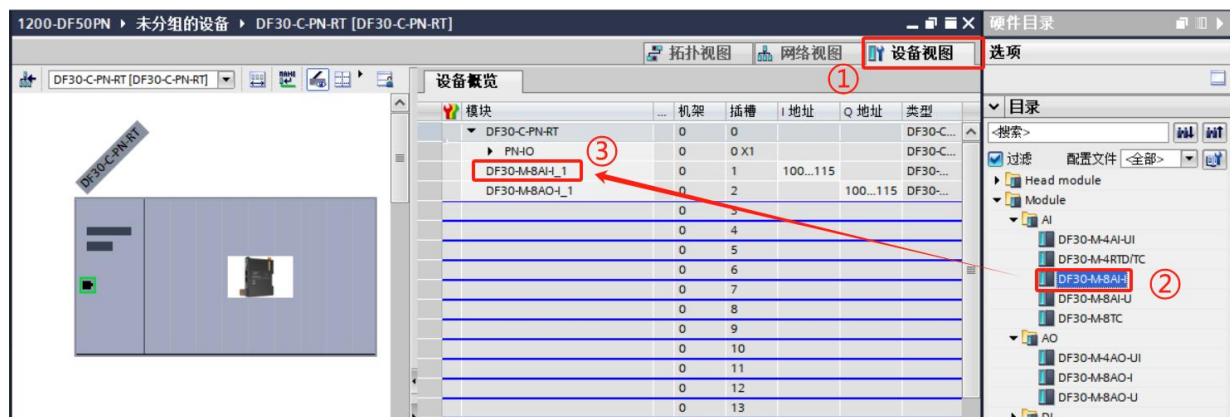 1200-DF50PN ▸ 未分组的设备 ▸ DF30-C-PN-RT [DF30-C-PN-RT]
硬件目录
拓扑视图 网络视图 设备视图
①
选项
DF30-C-PN-RT [DF30-C-PN-RT]
设备概览
目录
<搜索>
过滤 配置文件 <全部>
Head module
Module
AI
DF30-M-4AI-UI
DF30-M-4RTD/TC
DF30-M-8AI-I
②
DF30-M-8AI-U
DF30-M-8TC
AO
DF30-M-4AO-UI
DF30-M-8AO-I
DF30-M-8AO-U
DI
DF30-C-PN-RT
模块 ... 机架 插槽 I 地址 Q 地址 类型
DF30-C-PN-RT 0 0 DF30-C...
PN-IO 0 0 X1 DF30-C...
③
DF30-M-8AI-I_1 0 1 100...115 DF30-...
DF30-M-8AO-I_1 0 2 100...115 DF30-...
0 3
0 4
0 5
0 6
0 7
0 8
0 9
0 10
0 11
0 12
0 13